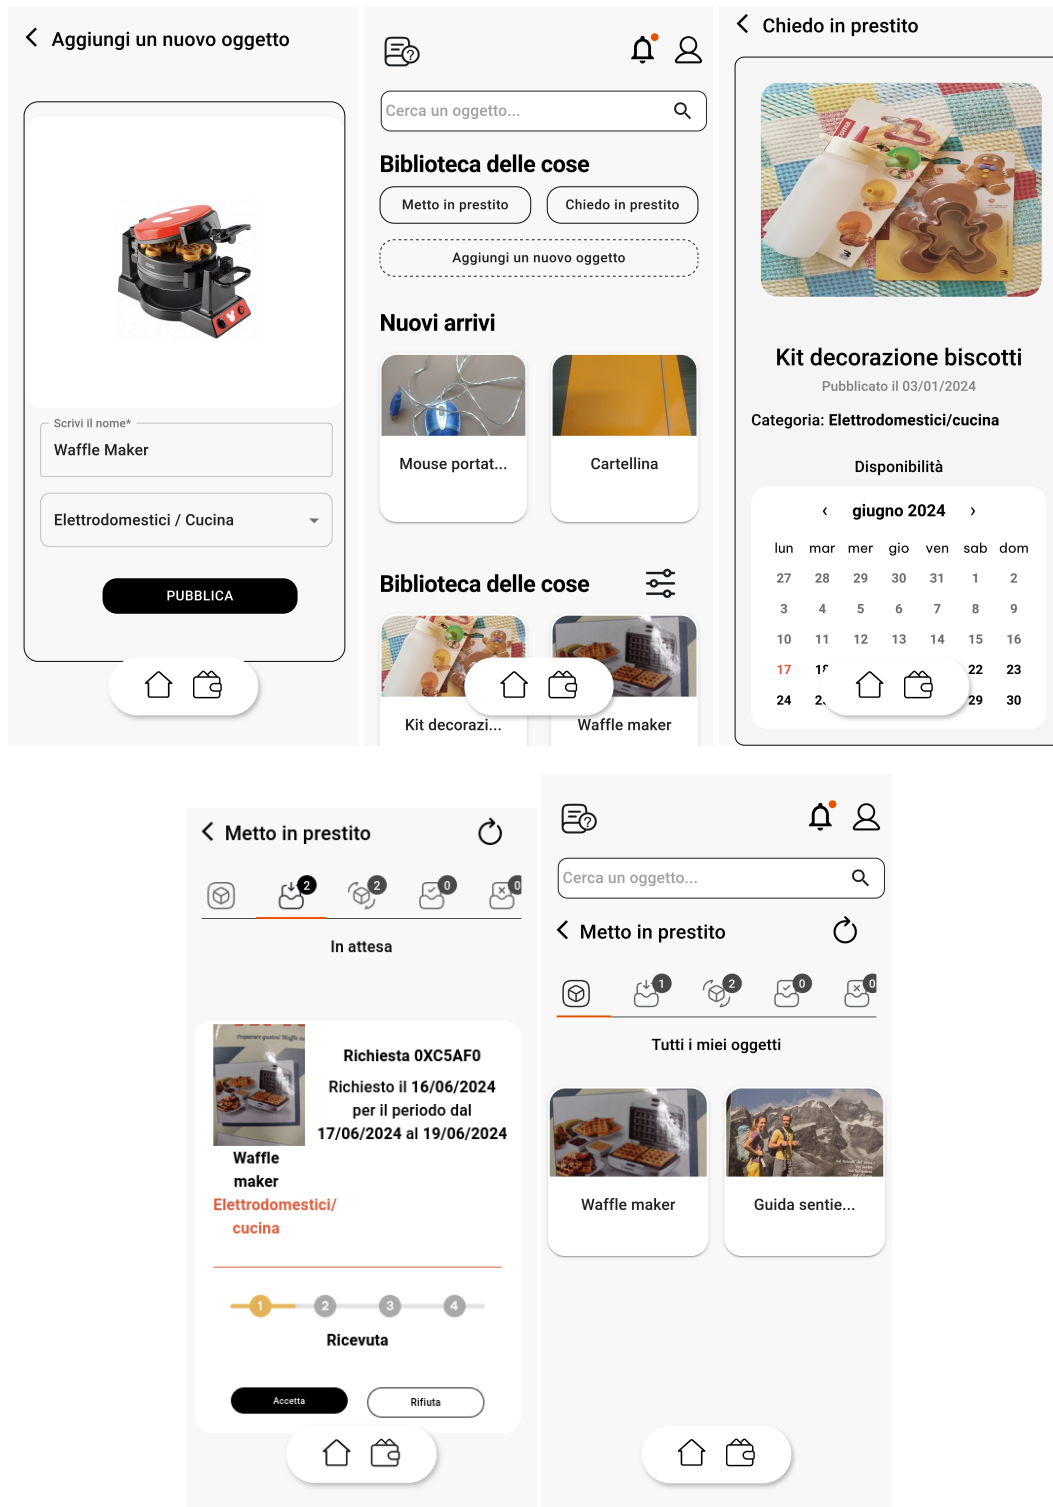 Aggiungi un nuovo oggetto
Scrivi il nome*
Waffle Maker
Elettrodomestici / Cucina
PUBBLICA
Cerca un oggetto...
Biblioteca delle cose
Metto in prestito
Chiedo in prestito
Aggiungi un nuovo oggetto
Nuovi arrivi
Mouse portat...
Cartellina
Biblioteca delle cose
Kit decorazi...
Waffle maker
Chiedo in prestito
Kit decorazione biscotti
Pubblicato il 03/01/2024
Categoria: Elettrodomestici/cucina
Disponibilità
‹ giugno 2024 ›
lun mar mer gio ven sab dom
27 28 29 30 31 1 2
3 4 5 6 7 8 9
10 11 12 13 14 15 16
17 22 23
24 29 30
Metto in prestito
2 2 0 0
In attesa
Richiesta 0XC5AF0
Richiesto il 16/06/2024
per il periodo dal
17/06/2024 al 19/06/2024
Waffle
maker
Elettrodomestici/
cucina
1 2 3 4
Ricevuta
Accetta
Rifiuta
Cerca un oggetto...
Metto in prestito
1 2 0 0
Tutti i miei oggetti
Waffle maker
Guida sentie...